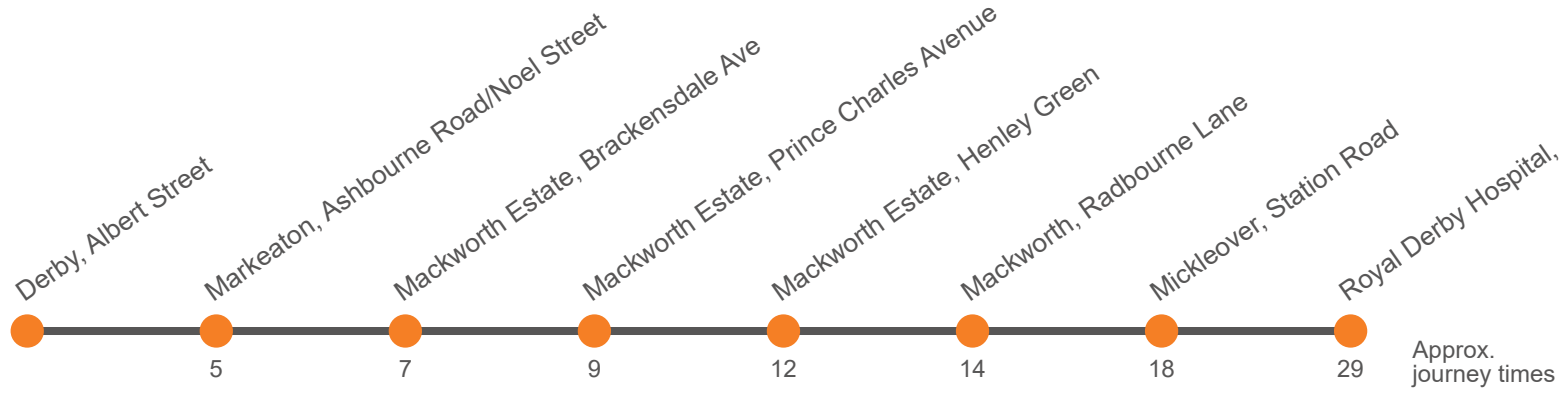 Derby, Albert Street
Markeaton, Ashbourne Road/Noel Street
Mackworth Estate, Brackensdale Ave
Mackworth Estate, Prince Charles Avenue
Mackworth Estate, Henley Green
Mackworth, Radbourne Lane
Mickleover, Station Road
Royal Derby Hospital,
5
7
9
12
14
18
29
Approx.
journey times